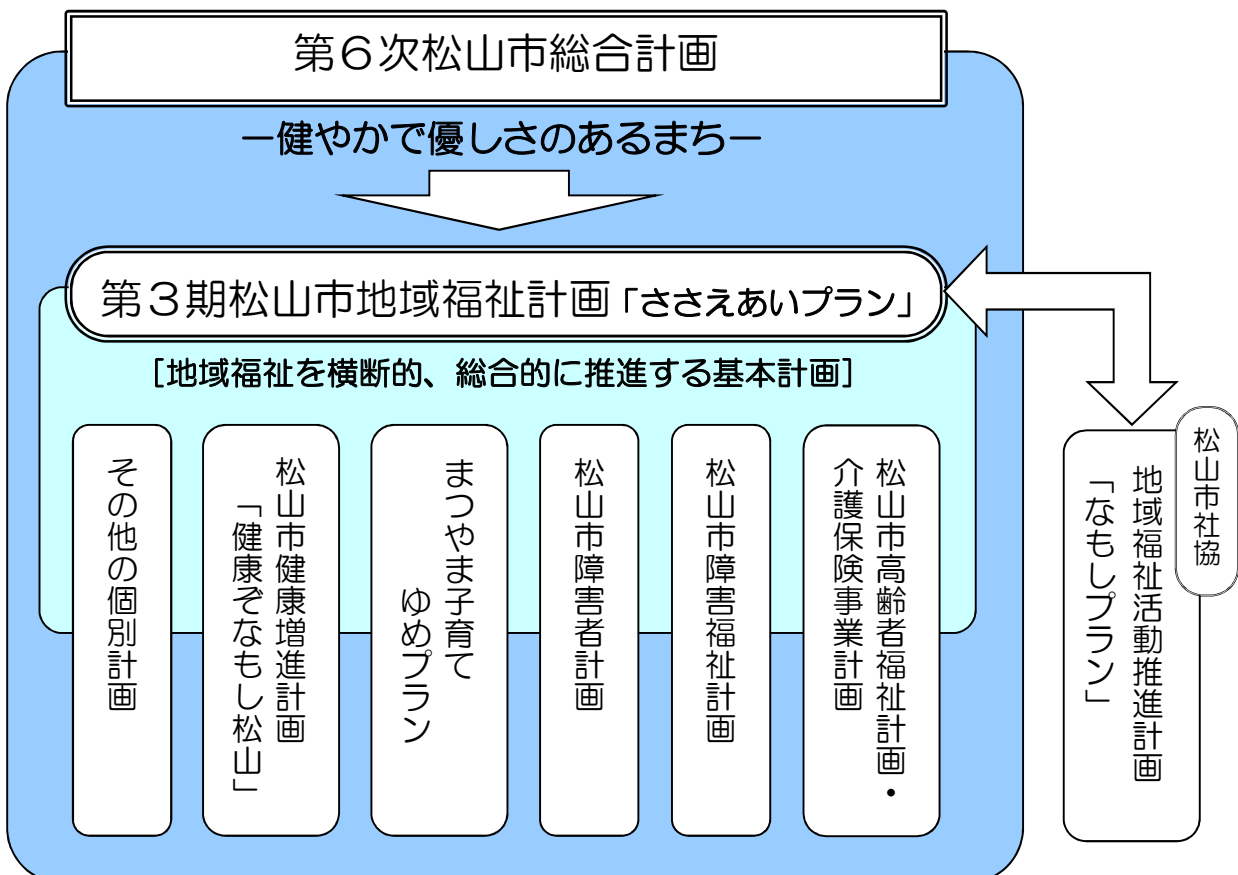 第６次松山市総合計画
ー健やかで優しさのあるまちー
第３期松山市地域福祉計画「ささえあいプラン」
[地域福祉を横断的、総合的に推進する基本計画]
松山市社協
地域福祉活動推進計画
「なもしプラン」
松山市高齢者福祉計画・
介護保険事業計画
松山市障害福祉計画
松山市障害者計画
まつやま子育て
ゆめプラン
松山市健康増進計画
「健康ぞなもし松山」
その他の個別計画